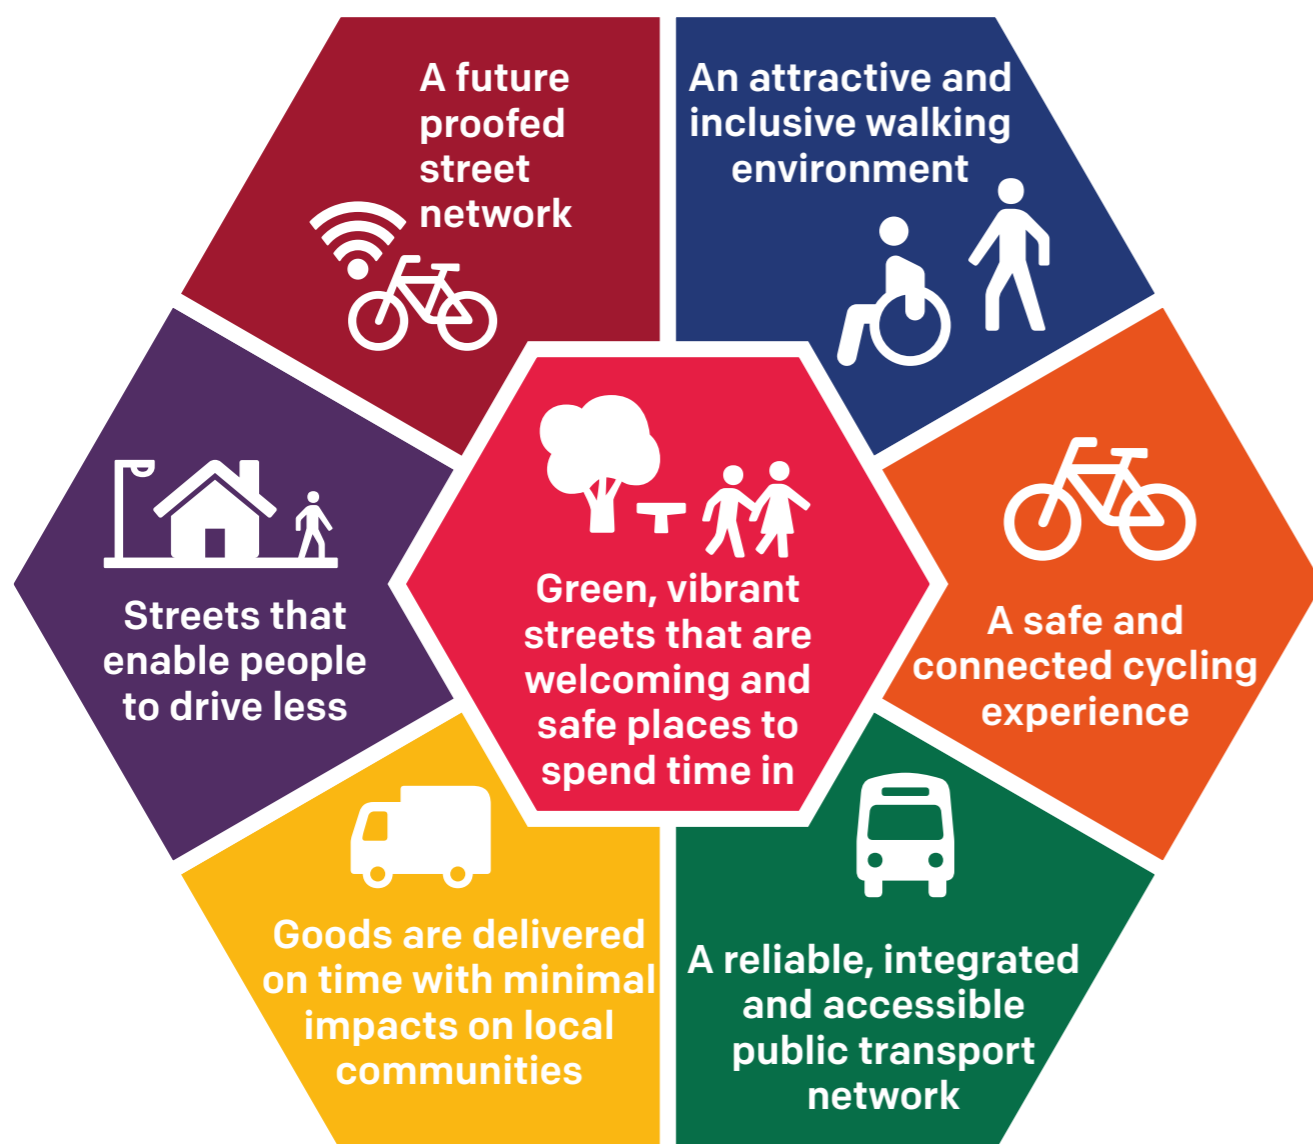 A future
proofed
street
network
An attractive and
inclusive walking
environment
Streets that
enable people
to drive less
Green, vibrant
streets that are
welcoming and
safe places to
spend time in
A safe and
connected cycling
experience
Goods are delivered
on time with minimal
impacts on local
communities
A reliable, integrated
and accessible
public transport
network